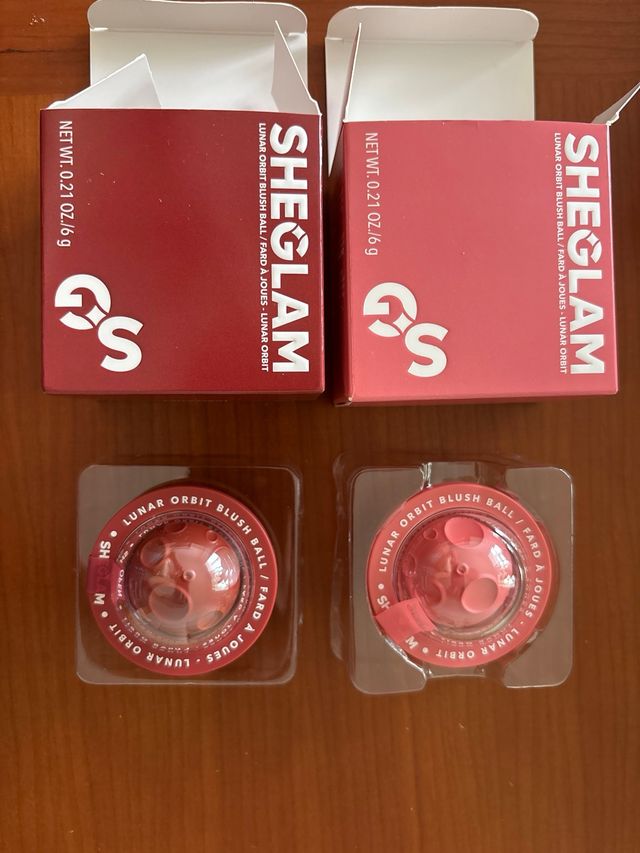 SHEGLAM
LUNAR ORBIT BLUSH BALL / FARD À JOUES - LUNAR ORBIT
NET WT. 0.21 OZ./6 g
GS
SHEGLAM
LUNAR ORBIT BLUSH BALL / FARD À JOUES - LUNAR ORBIT
NET WT. 0.21 OZ./6 g
GS
LUNAR ORBIT BLUSH BALL / FARD À JOUES - LUNAR ORBIT •
SH M •
LUNAR ORBIT BLUSH BALL / FARD À JOUES - LUNAR ORBIT •
SH M •